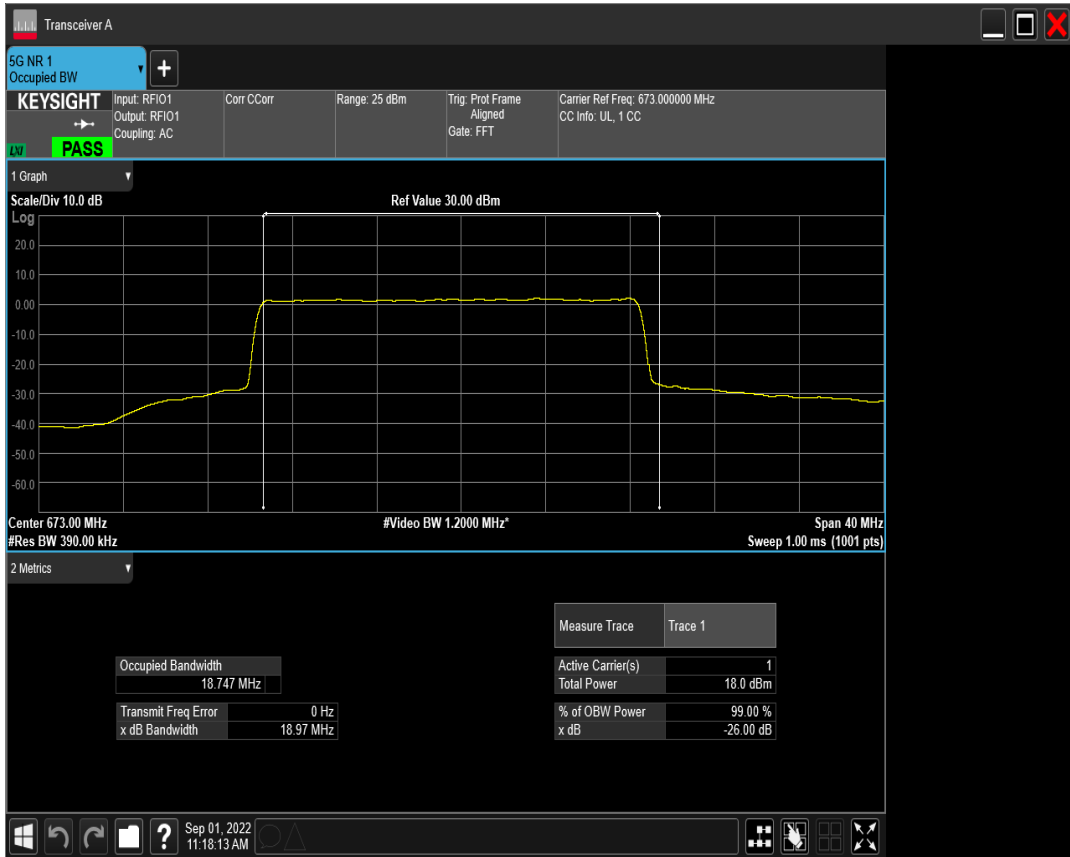 Transceiver A
5G NR 1
Occupied BW
KEYSIGHT
LXI
PASS
Input: RFIO1
Output: RFIO1
Coupling: AC
Corr CCorr
Range: 25 dBm
Trig: Prot Frame
Aligned
Gate: FFT
Carrier Ref Freq: 673.000000 MHz
CC Info: UL, 1 CC
1 Graph
Scale/Div 10.0 dB
Ref Value 30.00 dBm
Log
20.0
10.0
0.00
-10.0
-20.0
-30.0
-40.0
-50.0
-60.0
Center 673.00 MHz
#Video BW 1.2000 MHz*
Span 40 MHz
#Res BW 390.00 kHz
Sweep 1.00 ms (1001 pts)
2 Metrics
Measure Trace Trace 1
Occupied Bandwidth
18.747 MHz
Active Carrier(s) 1
Total Power 18.0 dBm
Transmit Freq Error 0 Hz
x dB Bandwidth 18.97 MHz
% of OBW Power 99.00 %
x dB -26.00 dB
?
Sep 01, 2022
11:18:13 AM